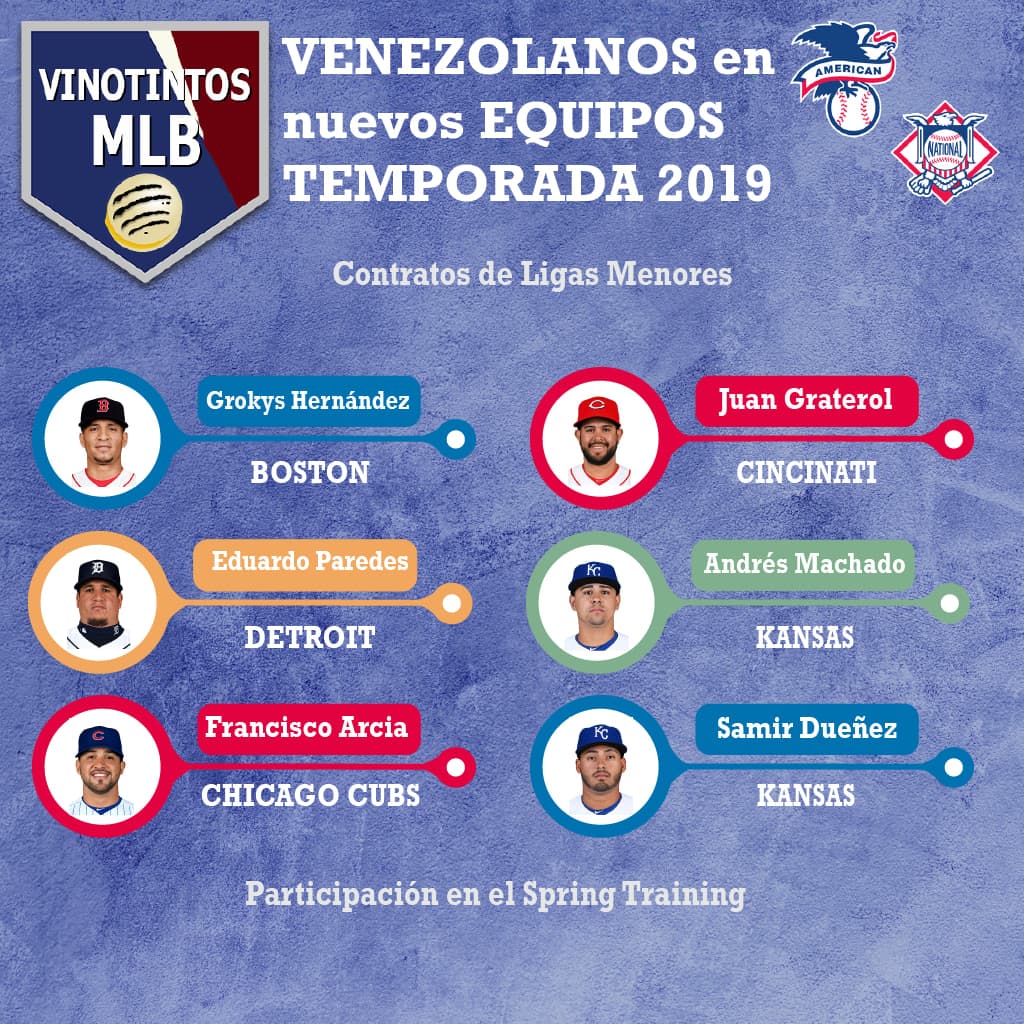 VINOTINTOS
MLB
VENEZOLANOS en
nuevos EQUIPOS
TEMPORADA 2019
AMERICAN
NATIONAL
Contratos de Ligas Menores
Grokys Hernández
BOSTON
Juan Graterol
CINCINATI
Eduardo Paredes
DETROIT
Andrés Machado
KANSAS
Francisco Arcia
CHICAGO CUBS
Samir Dueñez
KANSAS
Participación en el Spring Training